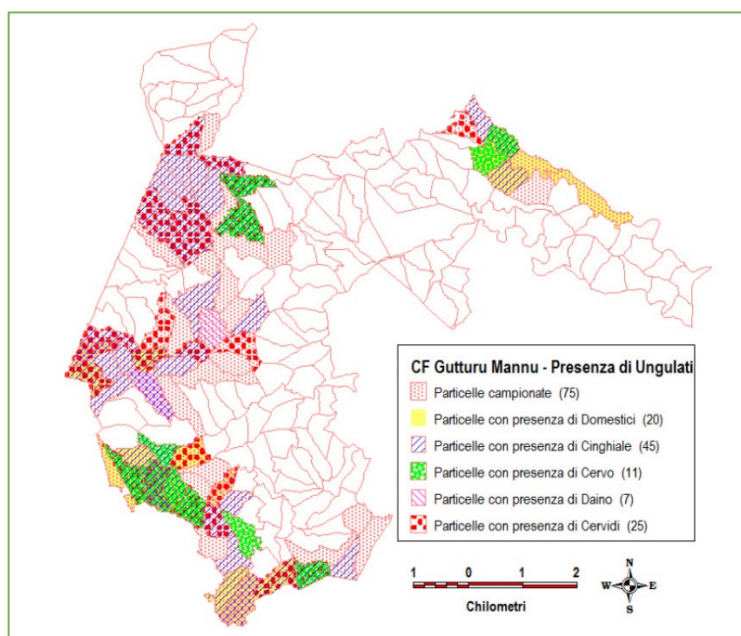 CF Gutturu Mannu - Presenza di Ungulati
Particelle campionate (75)
Particelle con presenza di Domestici (20)
Particelle con presenza di Cinghiale (45)
Particelle con presenza di Cervo (11)
Particelle con presenza di Daino (7)
Particelle con presenza di Cervidi (25)
1 0 1 2
Chilometri
N
W E
S